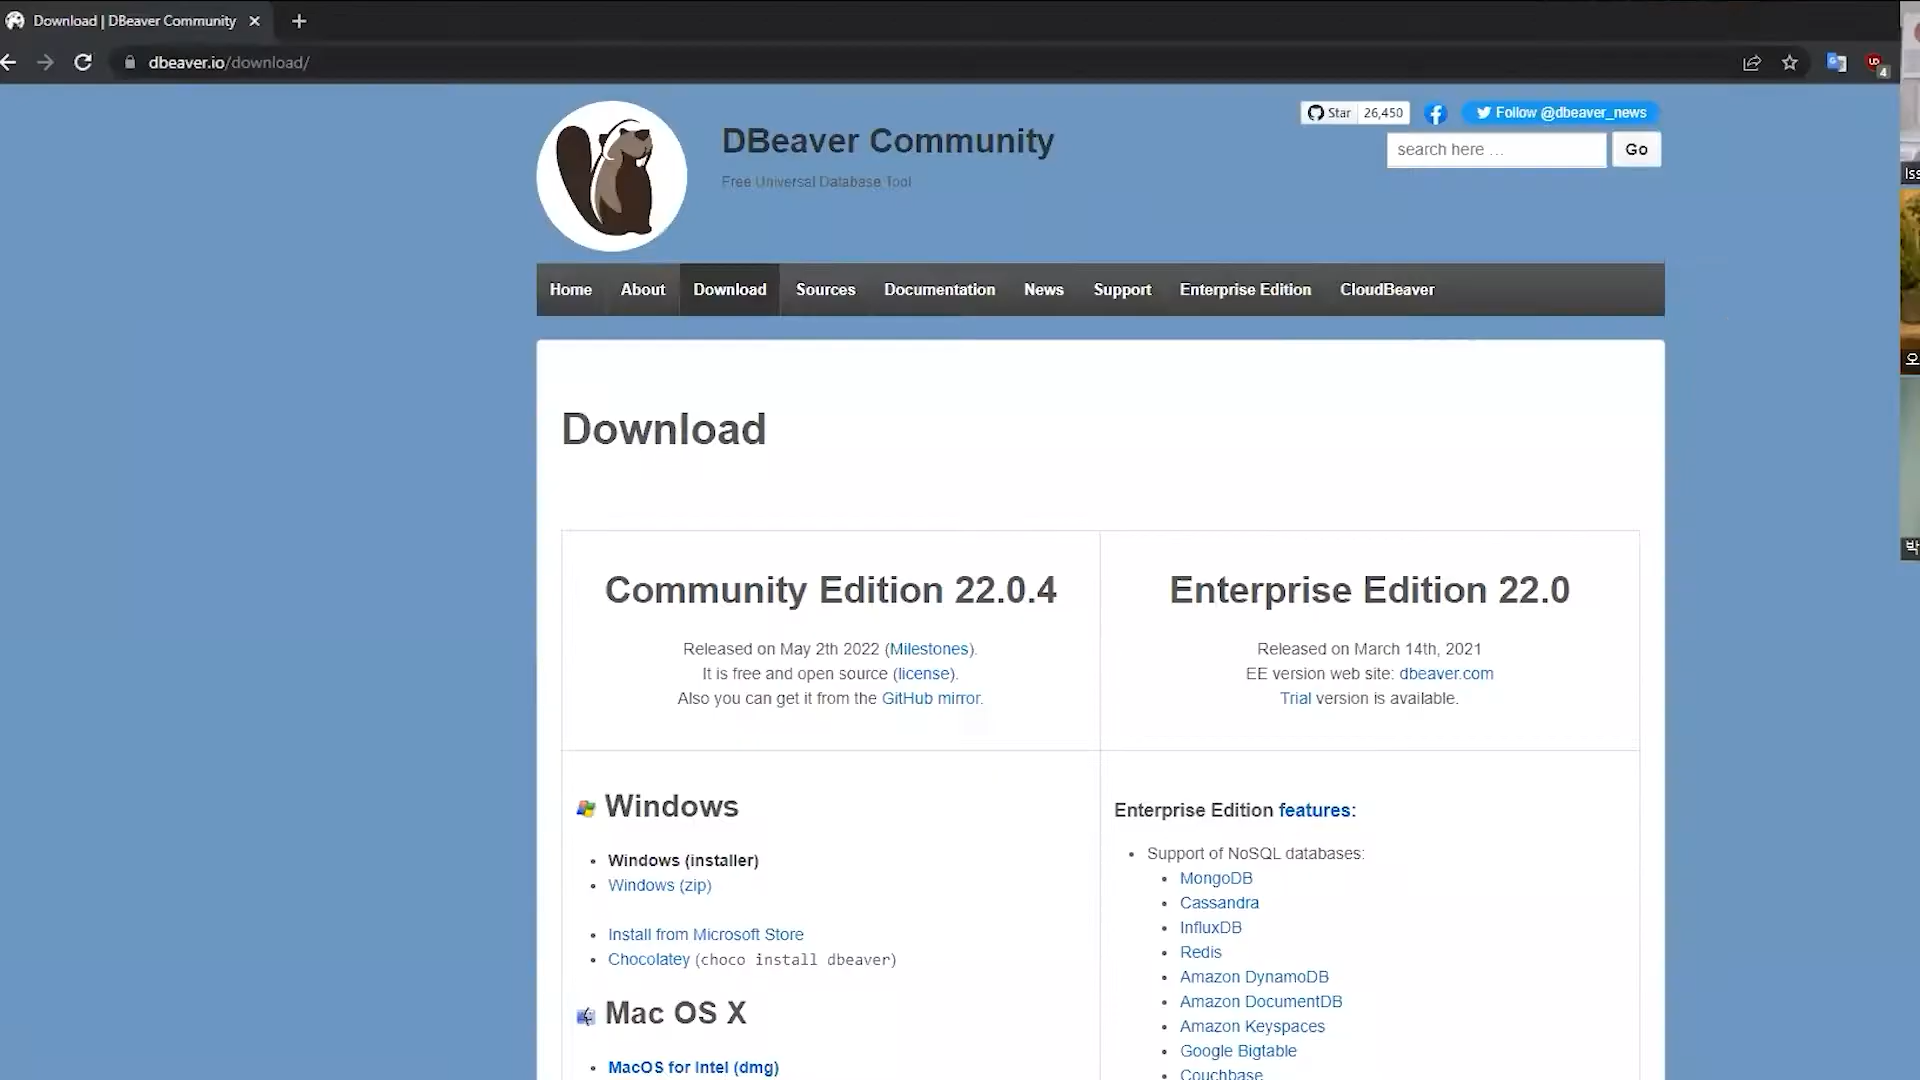 Download | DBeaver Community
dbeaver.io/download/
UD
4
DBeaver Community
Free Universal Database Tool
Star 26,450
Follow @dbeaver_news
search here ...
Go
Home About Download Sources Documentation News Support Enterprise Edition CloudBeaver
Download
Community Edition 22.0.4
Released on May 2th 2022 (Milestones).
It is free and open source (license).
Also you can get it from the GitHub mirror.
Enterprise Edition 22.0
Released on March 14th, 2021
EE version web site: dbeaver.com
Trial version is available.
Windows
Windows (installer)
Windows (zip)
Install from Microsoft Store
Chocolatey (choco install dbeaver)
Mac OS X
MacOS for Intel (dmg)
Enterprise Edition features:
Support of NoSQL databases:
MongoDB
Cassandra
InfluxDB
Redis
Amazon DynamoDB
Amazon DocumentDB
Amazon Keyspaces
Google Bigtable
Couchbase
Iss
오
박